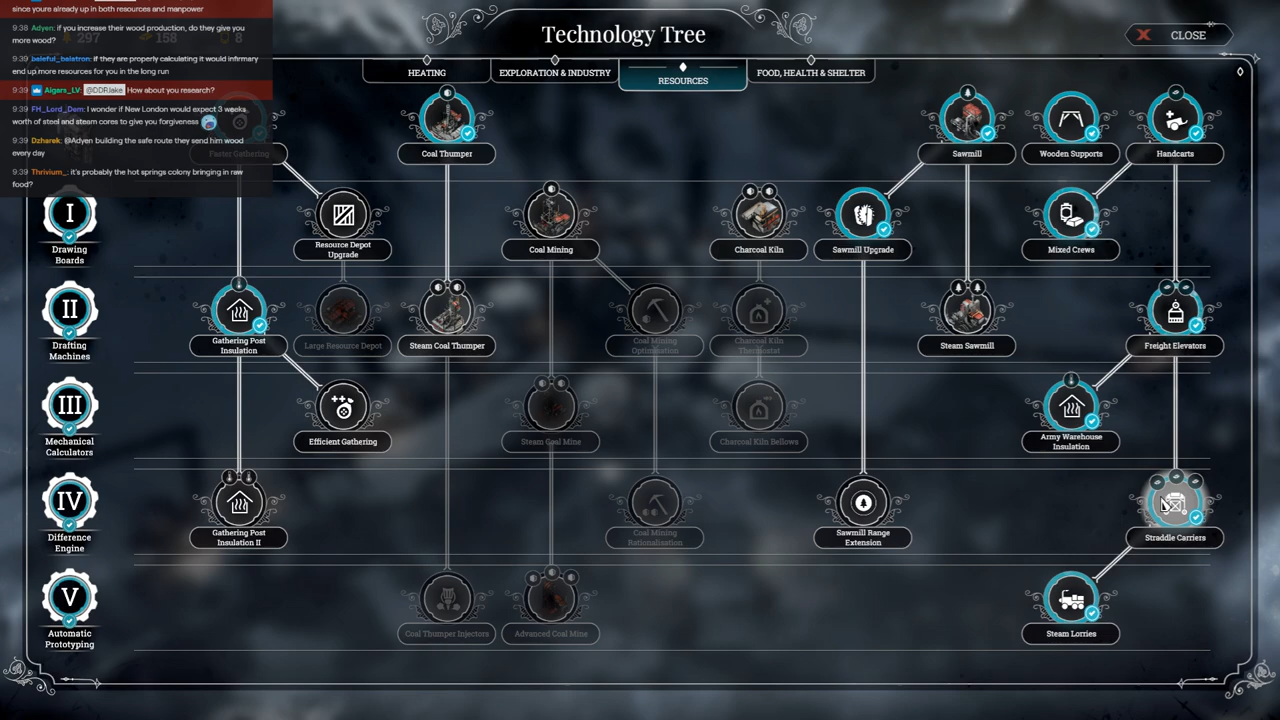 since youre already up in both resources and manpower
9:38 Adyen: if you increase their wood production, do they give you
more wood?
9:39 baleful_balstron: if they are properly calculating it would infirmary
end up more resources for you in the long run
9:39 Aigars_LV: @DDRJake How about you research?
9:39 FH_Lord_Dem: I wonder if New London would expect 3 weeks
worth of steel and steam cores to give you forgiveness
9:39 Dzharek: @Adyen building the safe route they send him wood
every day
9:39 Thrivium_: it's probably the hot springs colony bringing in raw
food?
297
158
8
Technology Tree
CLOSE
HEATING
EXPLORATION & INDUSTRY
RESOURCES
FOOD, HEALTH & SHELTER
Faster Gathering
Coal Thumper
Sawmill
Wooden Supports
Handcarts
I
Drawing
Boards
Resource Depot
Upgrade
Coal Mining
Charcoal Kiln
Sawmill Upgrade
Mixed Crews
II
Drafting
Machines
Gathering Post
Insulation
Large Resource Depot
Steam Coal Thumper
Coal Mining
Optimisation
Charcoal Kiln
Thermostat
Steam Sawmill
Freight Elevators
III
Mechanical
Calculators
Efficient Gathering
Steam Coal Mine
Charcoal Kiln Bellows
Army Warehouse
Insulation
IV
Difference
Engine
Gathering Post
Insulation II
Coal Mining
Rationalisation
Sawmill Range
Extension
Straddle Carriers
V
Automatic
Prototyping
Coal Thumper Injectors
Advanced Coal Mine
Steam Lorries